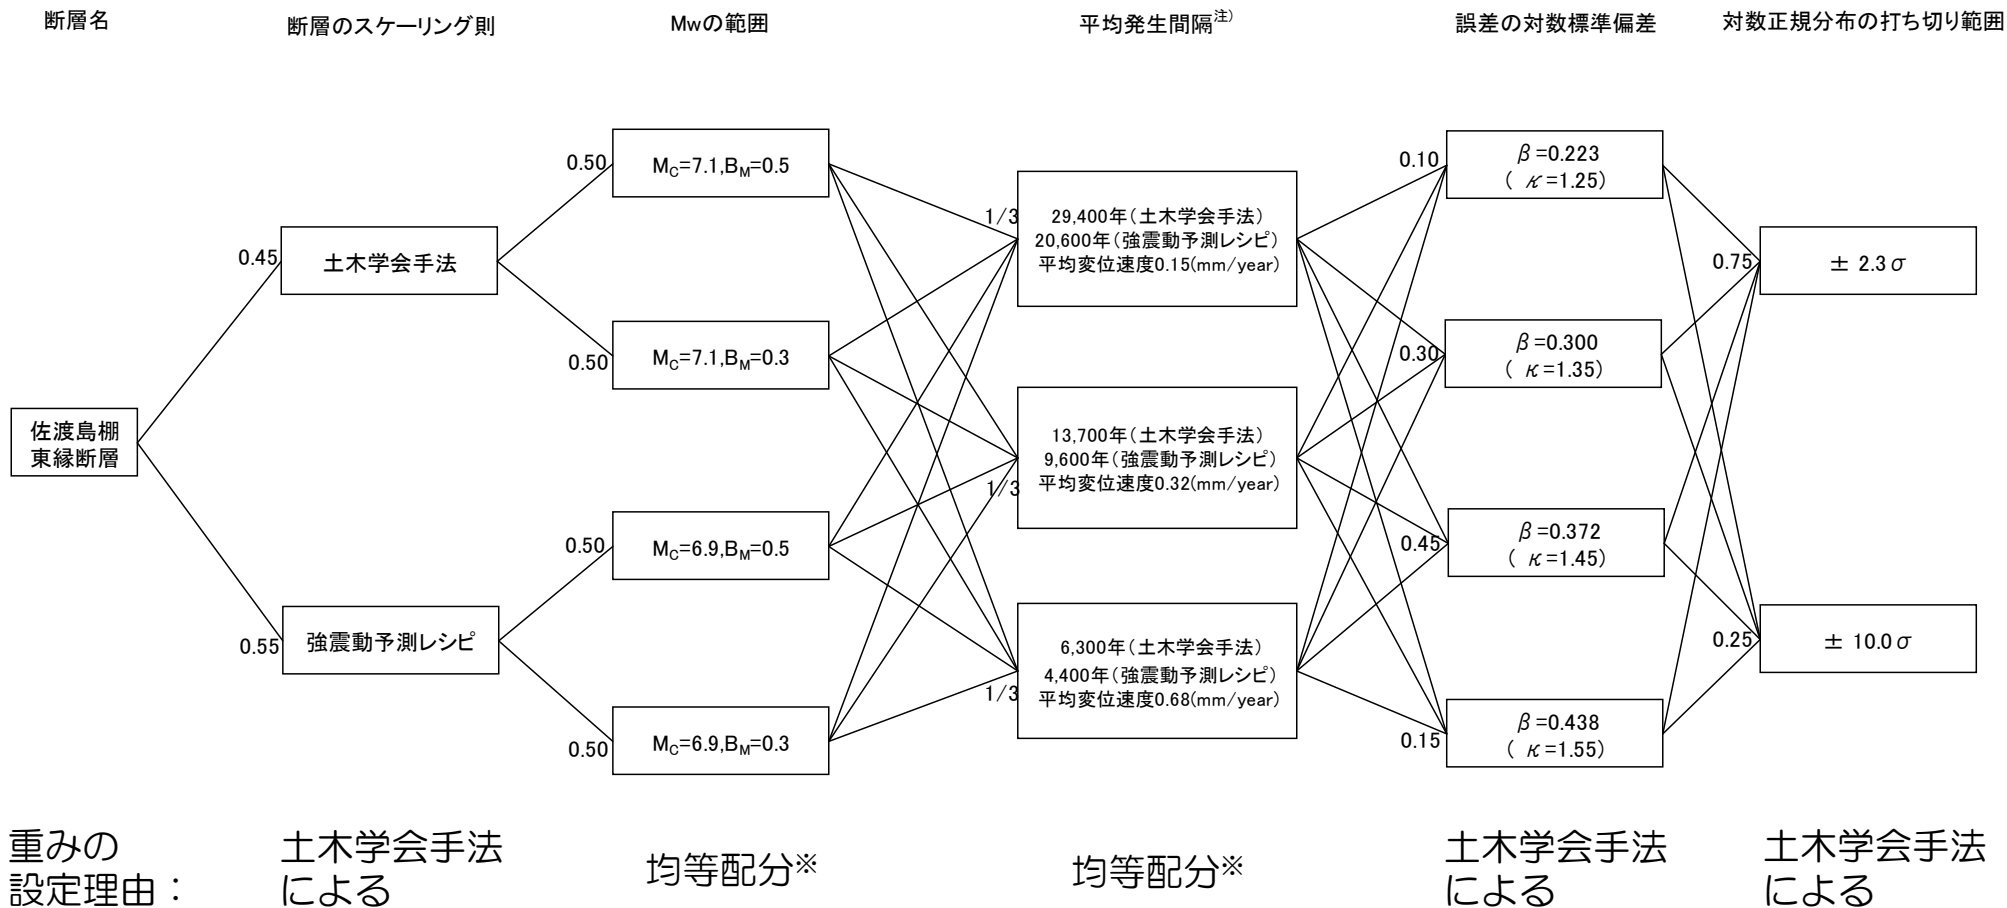 断層名
断層のスケーリング則
Mwの範囲
平均発生間隔注)
誤差の対数標準偏差
対数正規分布の打ち切り範囲
佐渡島棚
東縁断層
0.45
土木学会手法
0.55
強震動予測レシピ
0.50
MC=7.1,BM=0.5
0.50
MC=7.1,BM=0.3
0.50
MC=6.9,BM=0.5
0.50
MC=6.9,BM=0.3
1/3
29,400年(土木学会手法)
20,600年(強震動予測レシピ)
平均変位速度0.15(mm/year)
1/3
13,700年(土木学会手法)
9,600年(強震動予測レシピ)
平均変位速度0.32(mm/year)
1/3
6,300年(土木学会手法)
4,400年(強震動予測レシピ)
平均変位速度0.68(mm/year)
0.10
β=0.223
( κ=1.25)
0.30
β=0.300
( κ=1.35)
0.45
β=0.372
( κ=1.45)
0.15
β=0.438
( κ=1.55)
0.75
± 2.3σ
0.25
± 10.0σ
重みの
設定理由:
土木学会手法
による
均等配分※
均等配分※
土木学会手法
による
土木学会手法
による